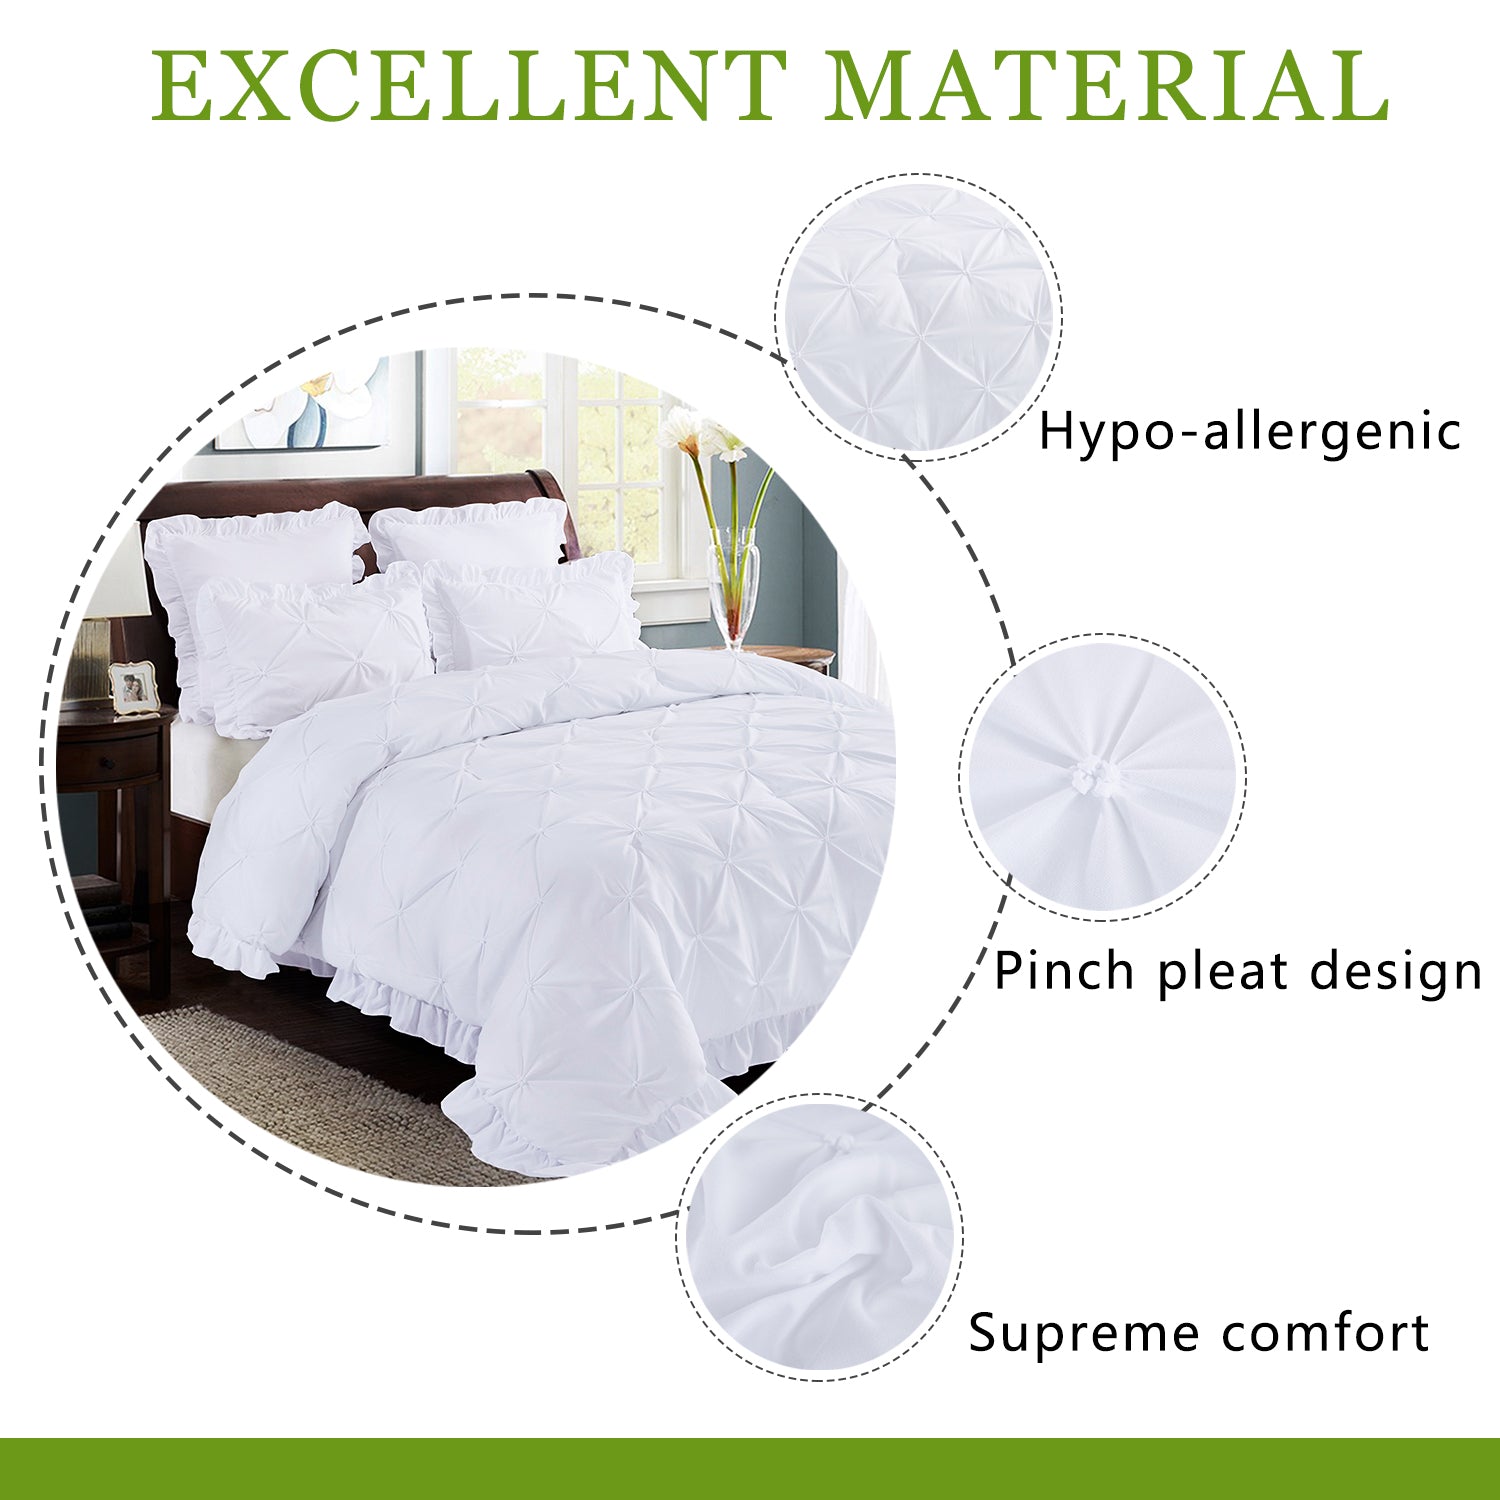 EXCELLENT MATERIAL
Hypo-allergenic
Pinch pleat design
Supreme comfort